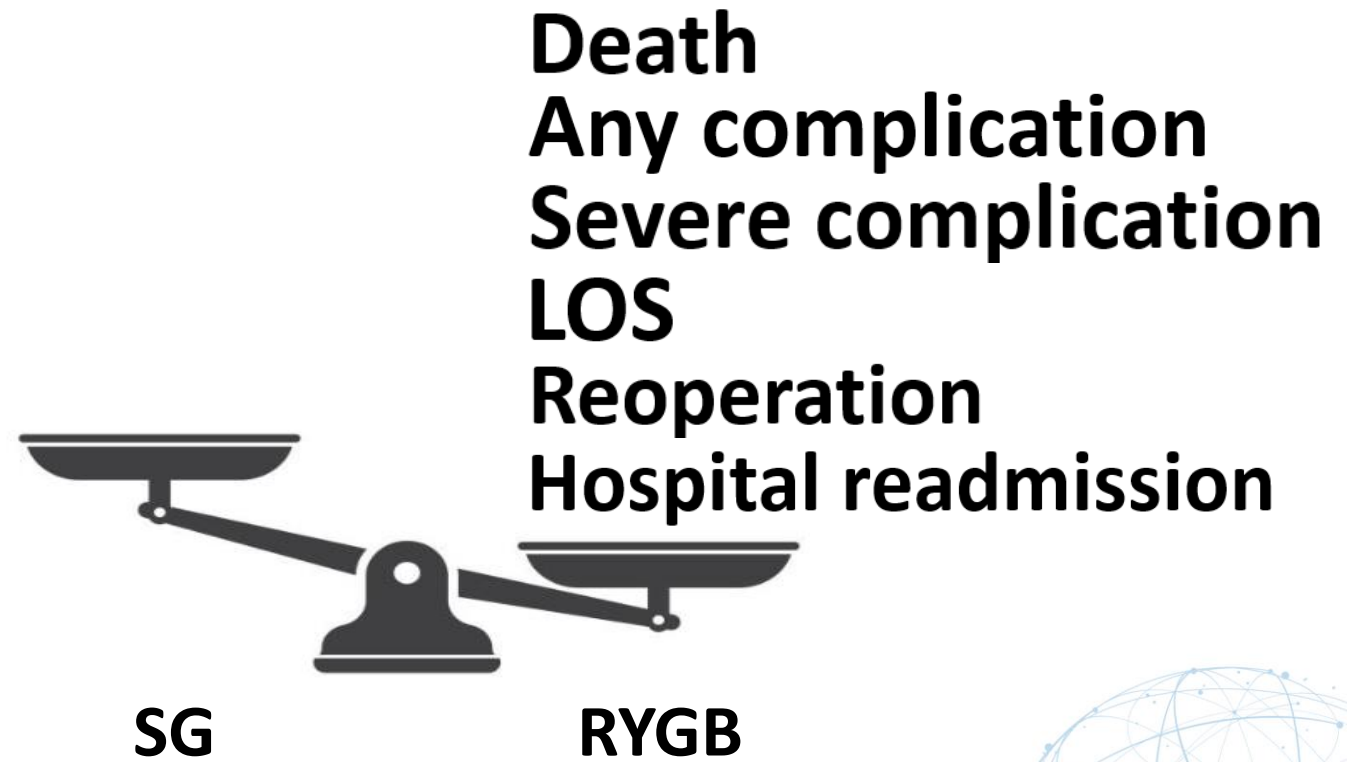 Death
Any complication
Severe complication
LOS
Reoperation
Hospital readmission
SG
RYGB